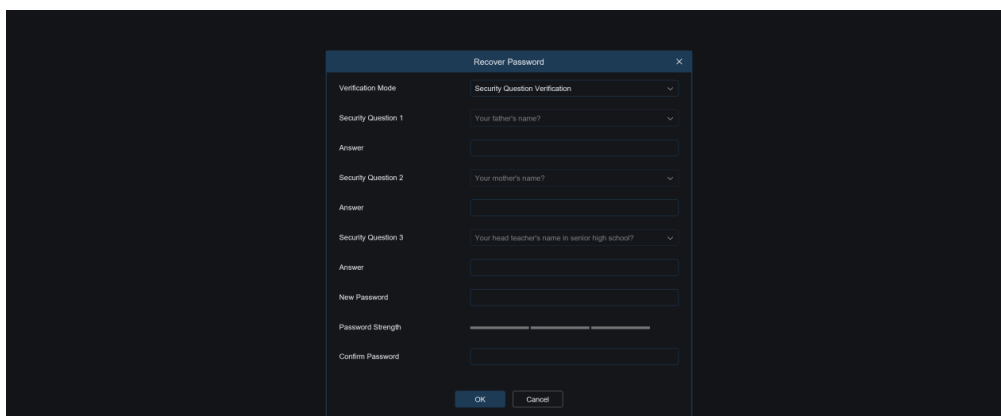 Recover Password
Verification Mode
Security Question Verification
Security Question 1
Your father's name?
Answer
Security Question 2
Your mother's name?
Answer
Security Question 3
Your head teacher's name in senior high school?
Answer
New Password
Password Strength
Confirm Password
OK
Cancel